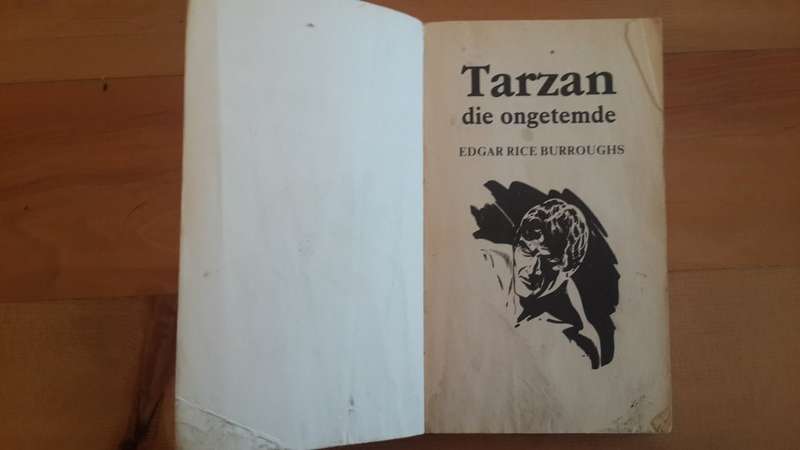 Tarzan
die ongetemde
EDGAR RICE BURROUGHS